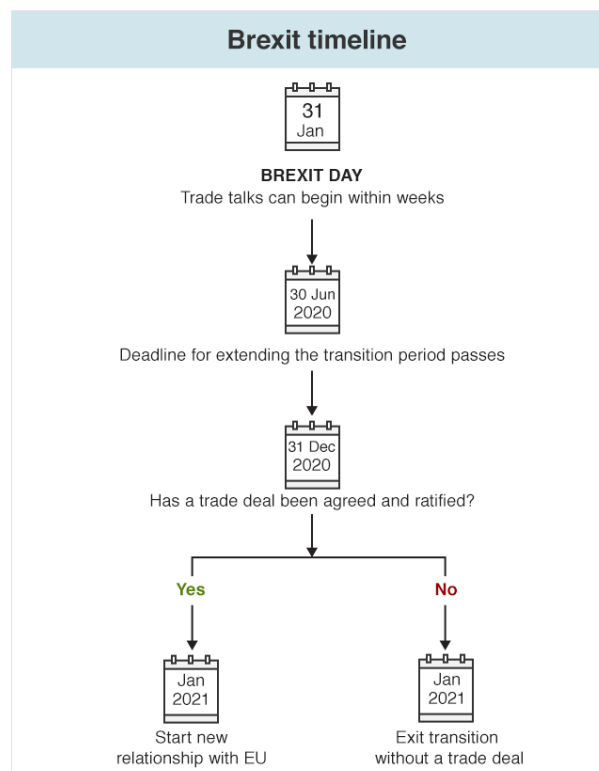 Brexit timeline
31
Jan
BREXIT DAY
Trade talks can begin within weeks
30 Jun
2020
Deadline for extending the transition period passes
31 Dec
2020
Has a trade deal been agreed and ratified?
Yes
No
Jan
2021
Start new
relationship with EU
Jan
2021
Exit transition
without a trade deal